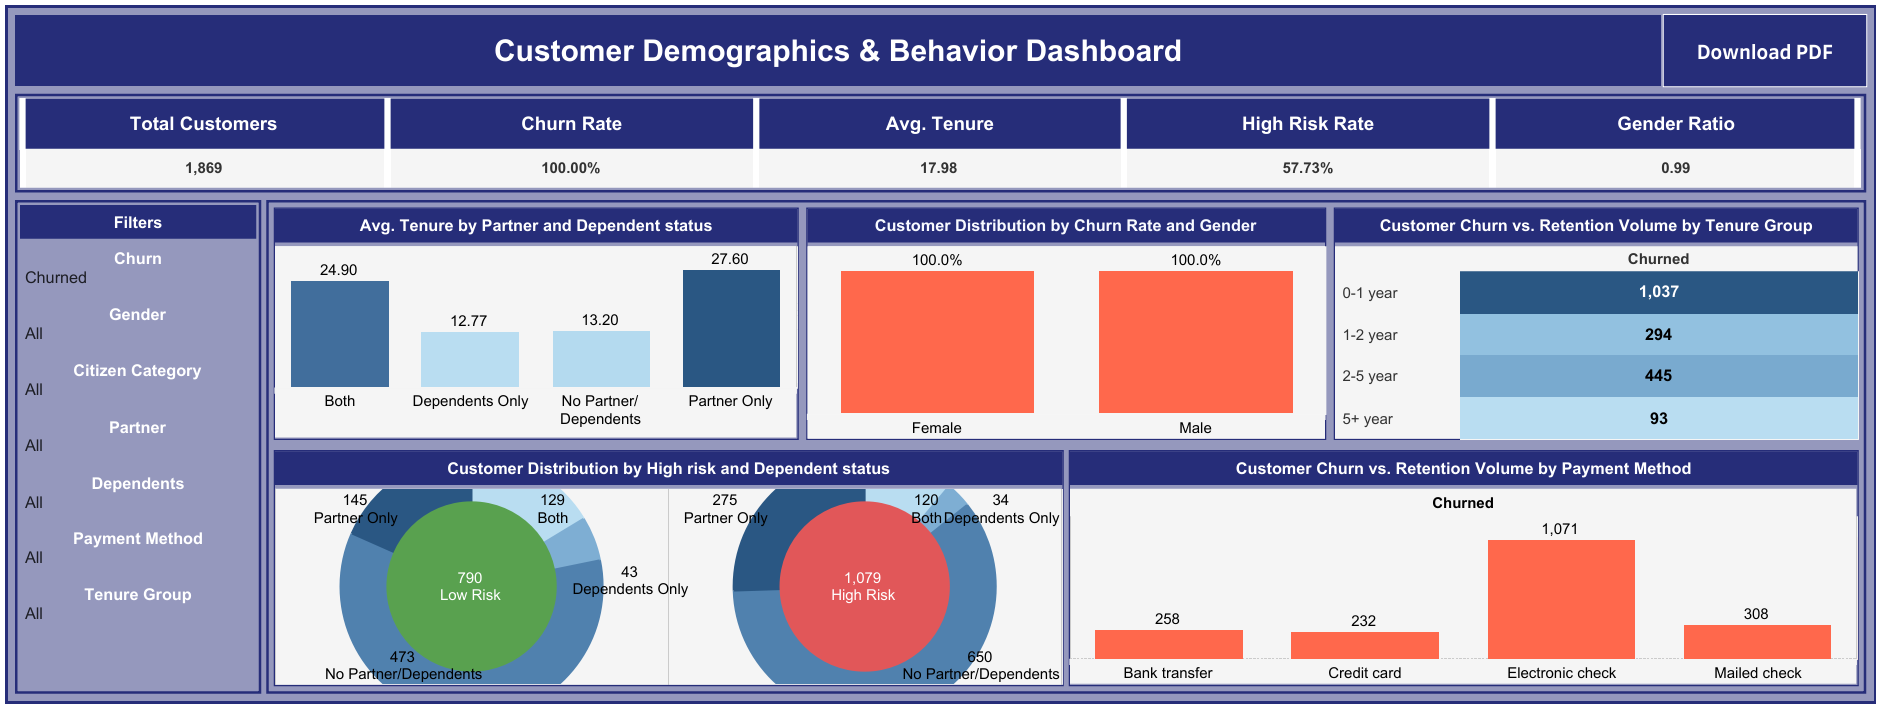 Customer Demographics & Behavior Dashboard
Download PDF
Total Customers
Churn Rate
Avg. Tenure
High Risk Rate
Gender Ratio
1,869
100.00%
17.98
57.73%
0.99
Filters
Churn
Churned
Gender
All
Citizen Category
All
Partner
All
Dependents
All
Payment Method
All
Tenure Group
All
Avg. Tenure by Partner and Dependent status
24.90
12.77
13.20
27.60
Both
Dependents Only
No Partner/
Dependents
Partner Only
Customer Distribution by Churn Rate and Gender
100.0%
100.0%
Female
Male
Customer Churn vs. Retention Volume by Tenure Group
Churned
0-1 year
1,037
1-2 year
294
2-5 year
445
5+ year
93
Customer Distribution by High risk and Dependent status
145
Partner Only
129
Both
43
Dependents Only
790
Low Risk
473
No Partner/Dependents
275
Partner Only
120
Both
34
Dependents Only
1,079
High Risk
650
No Partner/Dependents
Customer Churn vs. Retention Volume by Payment Method
Churned
258
232
1,071
308
Bank transfer
Credit card
Electronic check
Mailed check